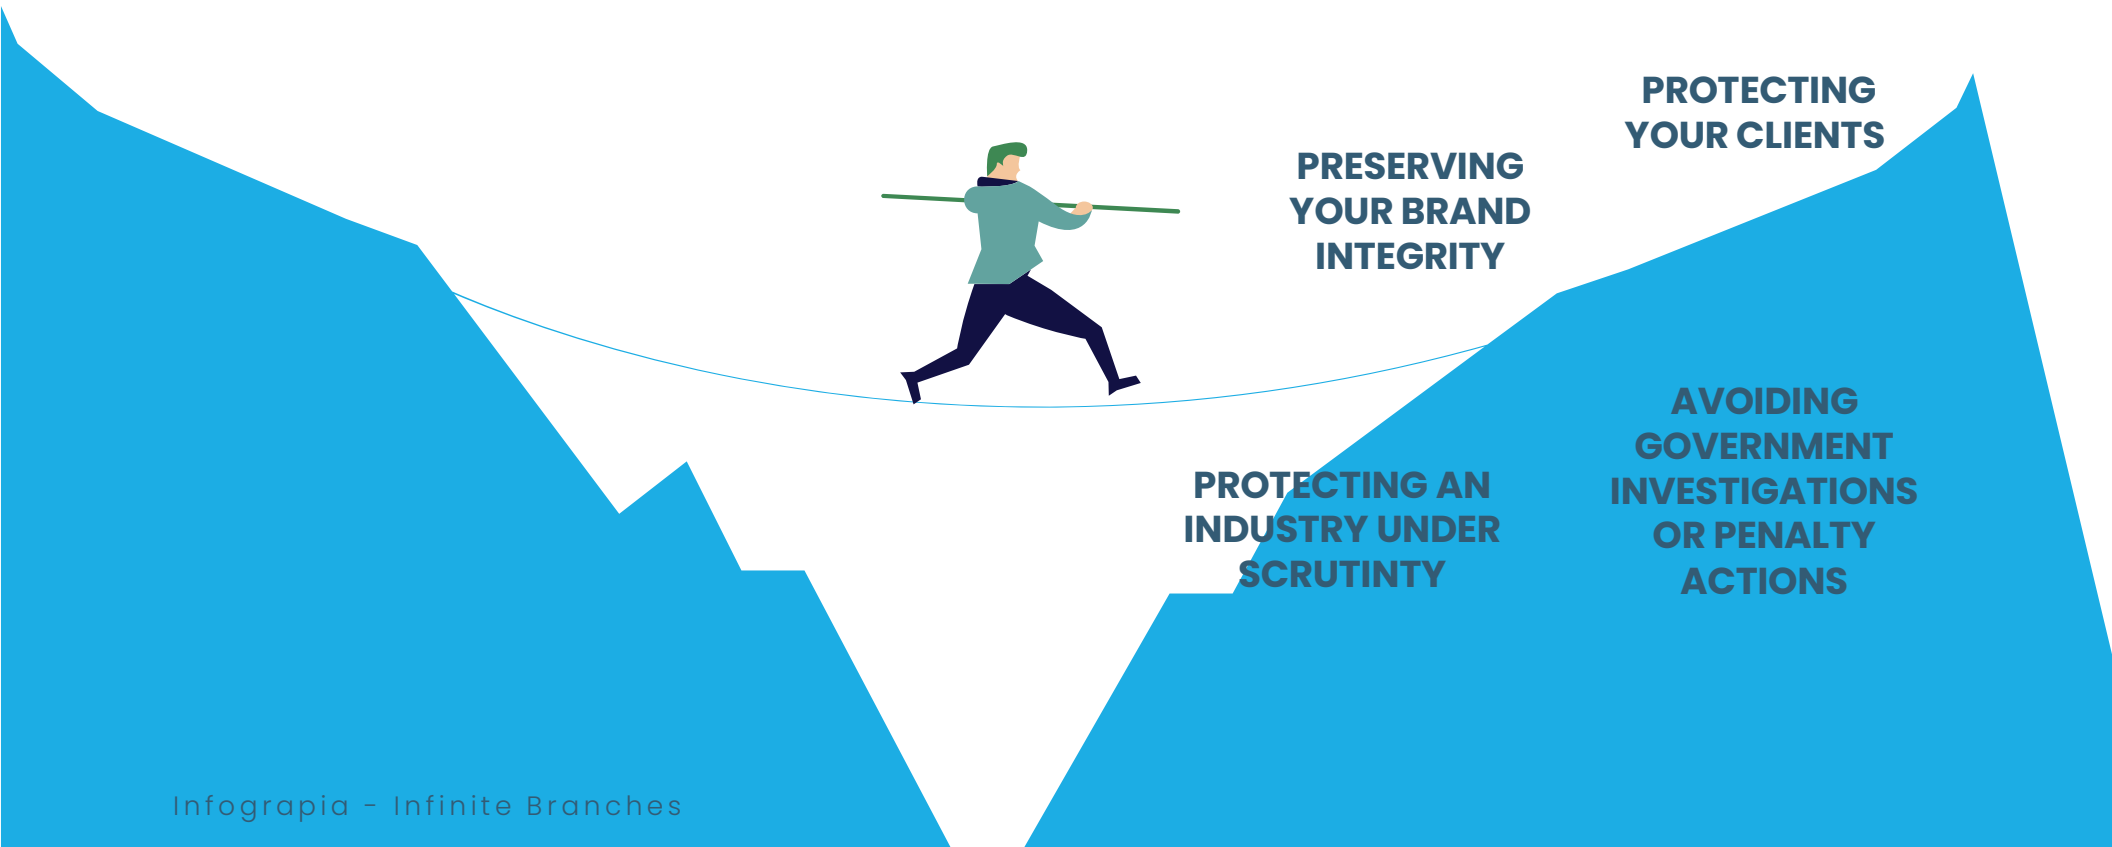 PROTECTING
YOUR CLIENTS
PRESERVING
YOUR BRAND
INTEGRITY
AVOIDING
GOVERNMENT
INVESTIGATIONS
OR PENALTY
ACTIONS
PROTECTING AN
INDUSTRY UNDER
SCRUTINTY
Infograpia - Infinite Branches